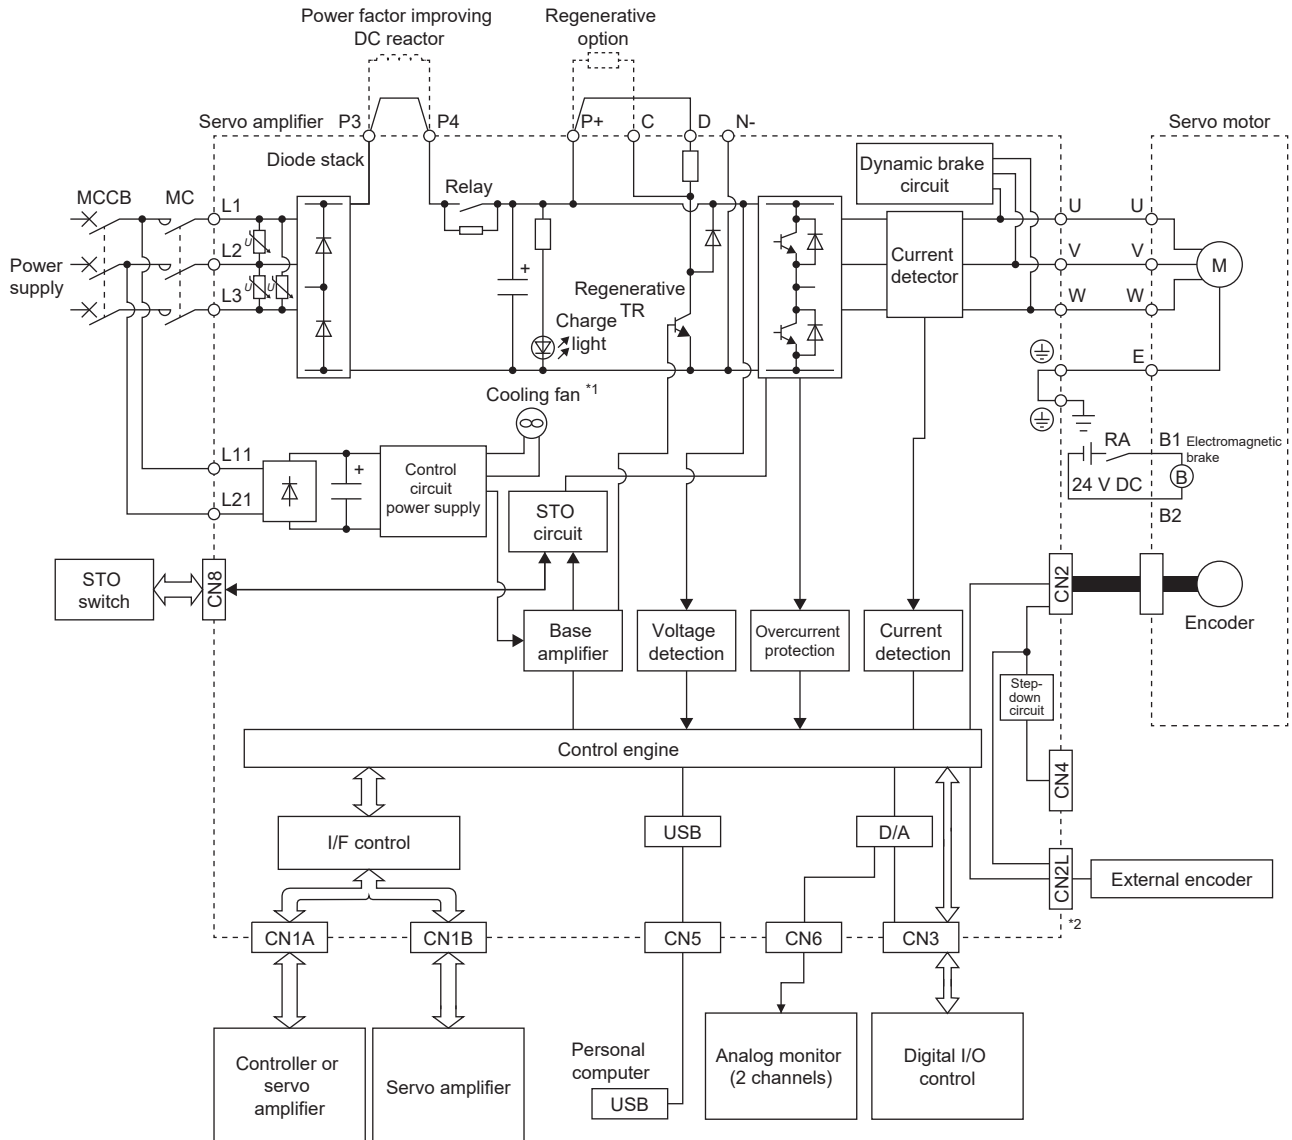 Power factor improving
DC reactor
Regenerative
option
Servo amplifier
P3
P4
P+
C
D
N-
Servo motor
Diode stack
Dynamic brake
circuit
MCCB
MC
L1
Relay
U
U
Power
supply
L2
U
+
Current
detector
V
V
M
L3
U
U
Regenerative
TR
W
W
Charge
light
E
Cooling fan *1
RA
B1
Electromagnetic
brake
B
24 V DC
B2
L11
+
Control
circuit
power supply
L21
STO
circuit
STO
switch
CN8
CN2
Encoder
Base
amplifier
Voltage
detection
Overcurrent
protection
Current
detection
Step-
down
circuit
Control engine
CN4
I/F control
USB
D/A
CN2L
External encoder
*2
CN1A
CN1B
CN5
CN6
CN3
Controller or
servo
amplifier
Servo amplifier
Personal
computer
USB
Analog monitor
(2 channels)
Digital I/O
control